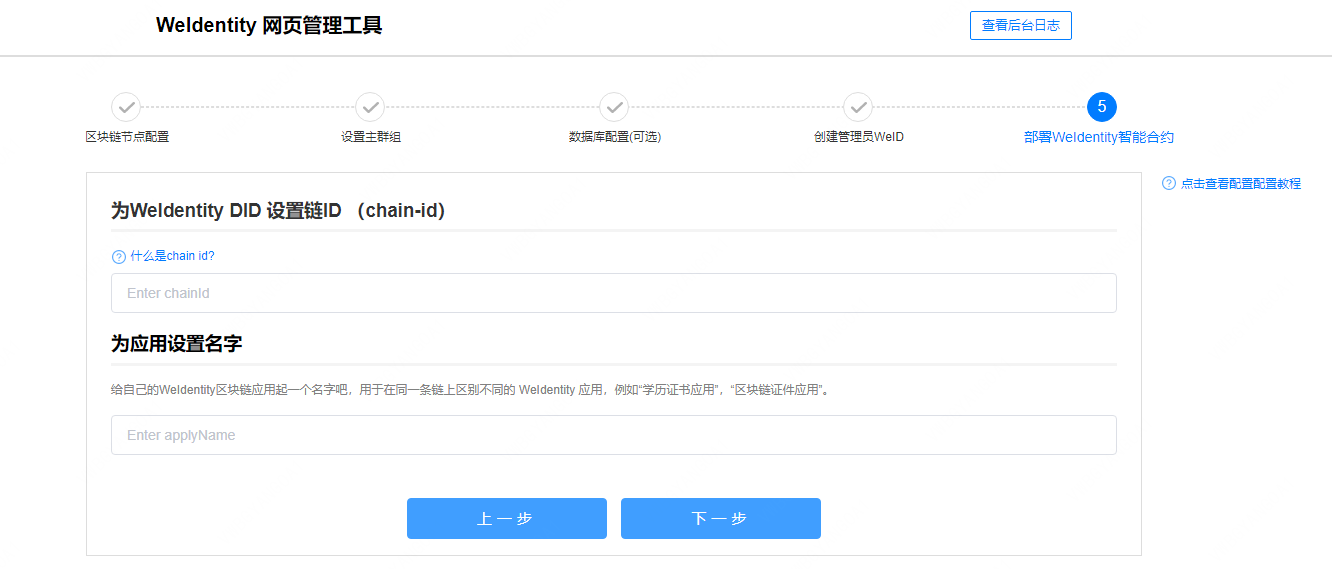 WeIdentity 网页管理工具
查看后台日志
5
区块链节点配置
设置主群组
数据库配置(可选)
创建管理员WeID
部署WeIdentity智能合约
点击查看配置配置教程
为WeIdentity DID 设置链ID （chain-id）
什么是chain id?
Enter chainId
为应用设置名字
给自己的WeIdentity区块链应用起一个名字吧，用于在同一条链上区别不同的 WeIdentity 应用，例如“学历证书应用”，“区块链证件应用”。
Enter applyName
上一步
下一步